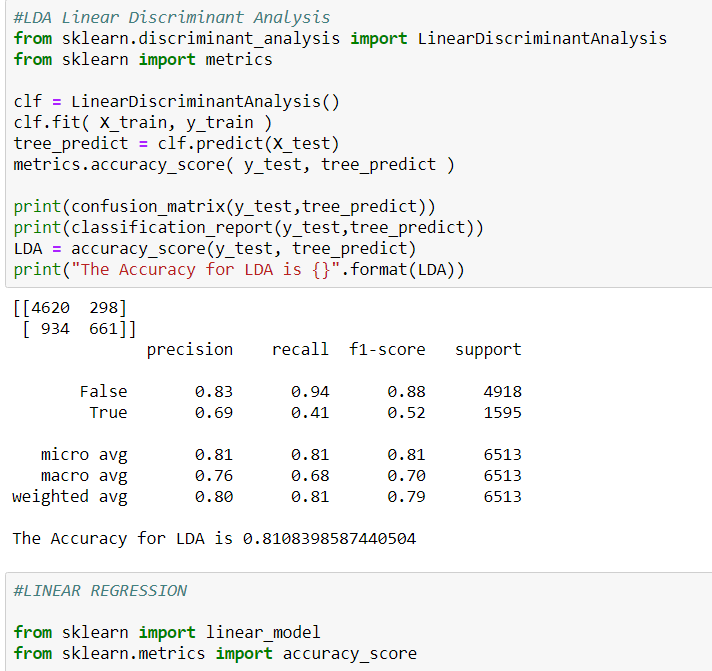 #LDA Linear Discriminant Analysis
from sklearn.discriminant_analysis import LinearDiscriminantAnalysis
from sklearn import metrics
clf = LinearDiscriminantAnalysis()
clf.fit( X_train, y_train )
tree_predict = clf.predict(X_test)
metrics.accuracy_score( y_test, tree_predict )
print(confusion_matrix(y_test,tree_predict))
print(classification_report(y_test,tree_predict))
LDA = accuracy_score(y_test, tree_predict)
print("The Accuracy for LDA is {}".format(LDA))
[[4620  298]
 [ 934  661]]
              precision    recall  f1-score   support
       False       0.83      0.94      0.88      4918
        True       0.69      0.41      0.52      1595
   micro avg       0.81      0.81      0.81      6513
   macro avg       0.76      0.68      0.70      6513
weighted avg       0.80      0.81      0.79      6513
The Accuracy for LDA is 0.8108398587440504
#LINEAR REGRESSION
from sklearn import linear_model
from sklearn.metrics import accuracy_score